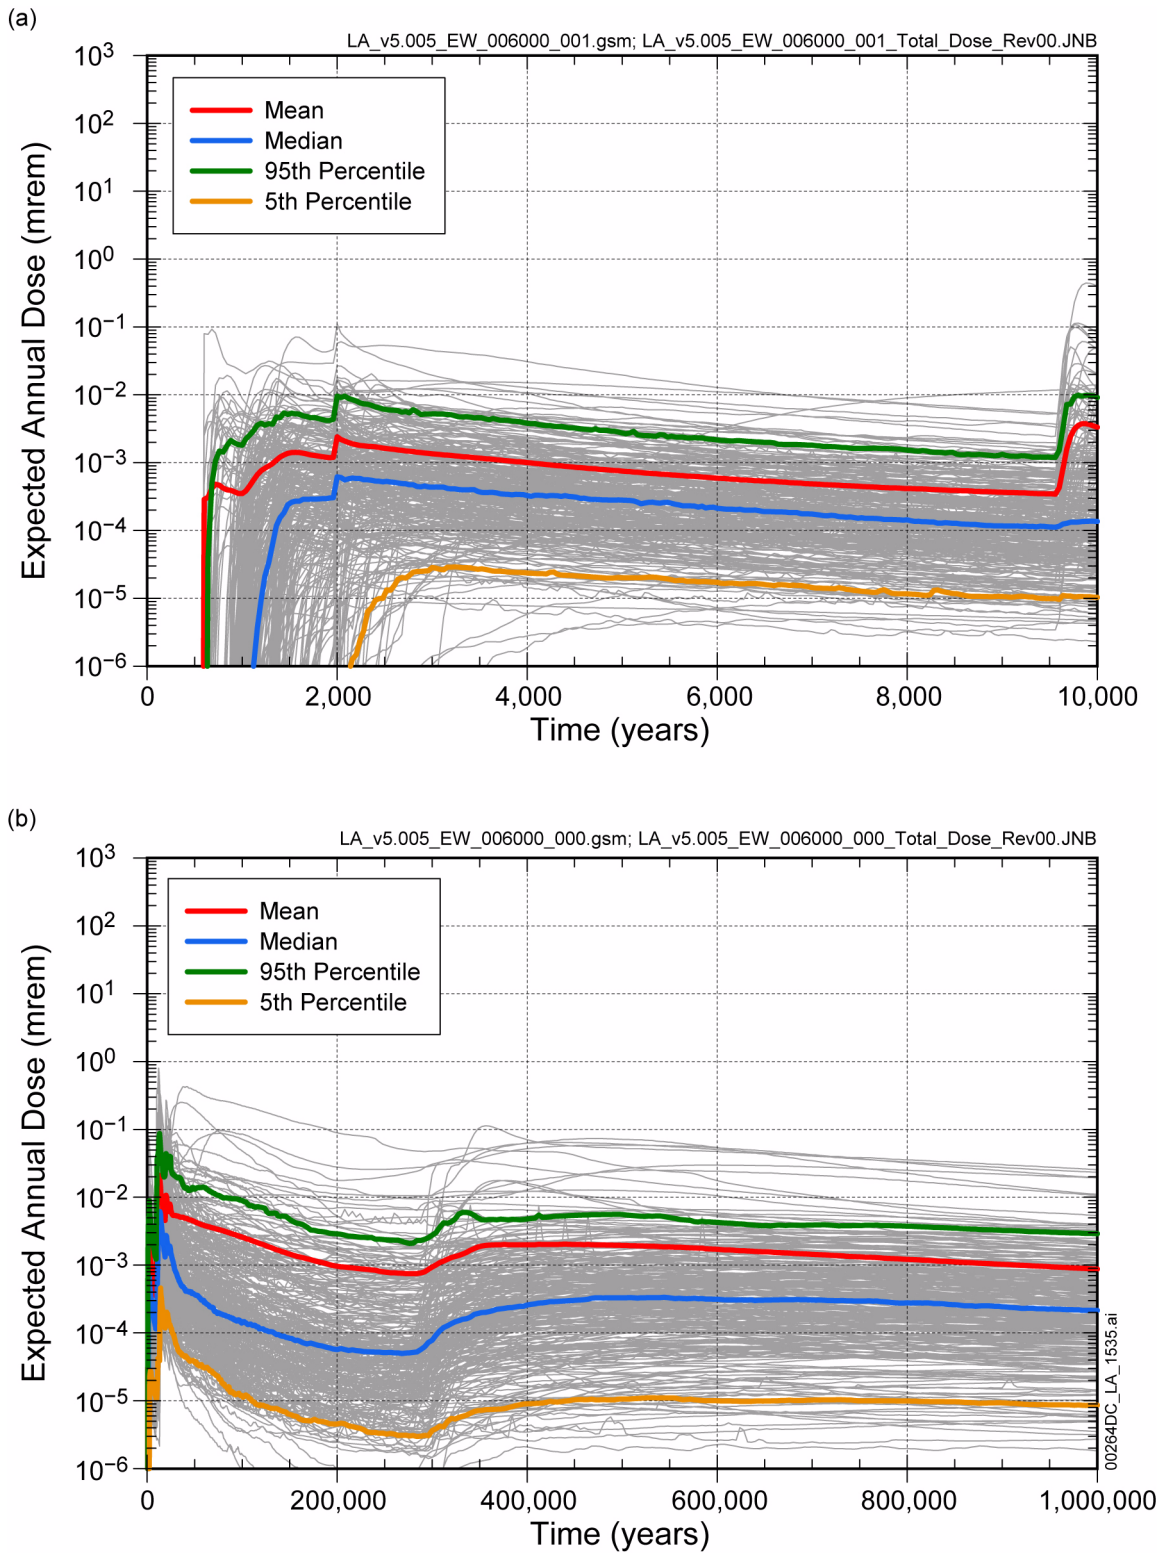 (a)
LA_v5.005_EW_006000_001.gsm; LA_v5.005_EW_006000_001_Total_Dose_Rev00.JNB
Expected Annual Dose (mrem)
10³
10²
10¹
10⁰
10⁻¹
10⁻²
10⁻³
10⁻⁴
10⁻⁵
10⁻⁶
Mean
Median
95th Percentile
5th Percentile
0 2,000 4,000 6,000 8,000 10,000
Time (years)
(b)
LA_v5.005_EW_006000_000.gsm; LA_v5.005_EW_006000_000_Total_Dose_Rev00.JNB
Expected Annual Dose (mrem)
10³
10²
10¹
10⁰
10⁻¹
10⁻²
10⁻³
10⁻⁴
10⁻⁵
10⁻⁶
Mean
Median
95th Percentile
5th Percentile
0 200,000 400,000 600,000 800,000 1,000,000
Time (years)
00264DC_LA_1535.ai